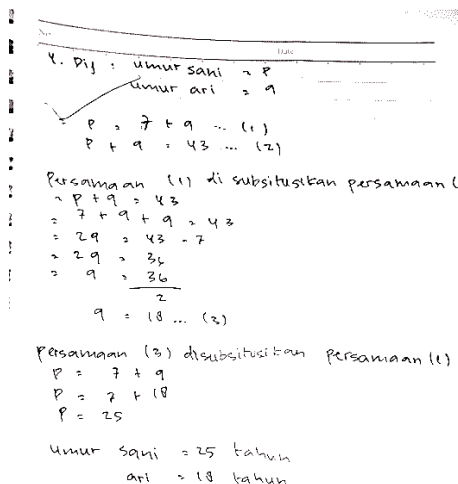 No.
Date
4. Dij : umur sani = p
umur ari = q
= p = 7 + q ... (1)
p + q = 43 ... (2)
Persamaan (1) di subsitusikan persamaan (
= p + q = 43
= 7 + q + q = 43
= 2q = 43 - 7
= 2q = 36
= q = 36
2
q = 18 ... (3)
Persamaan (3) disubsitusikan persamaan (1)
p = 7 + q
p = 7 + 18
p = 25
umur sani = 25 tahun
ari = 18 tahun